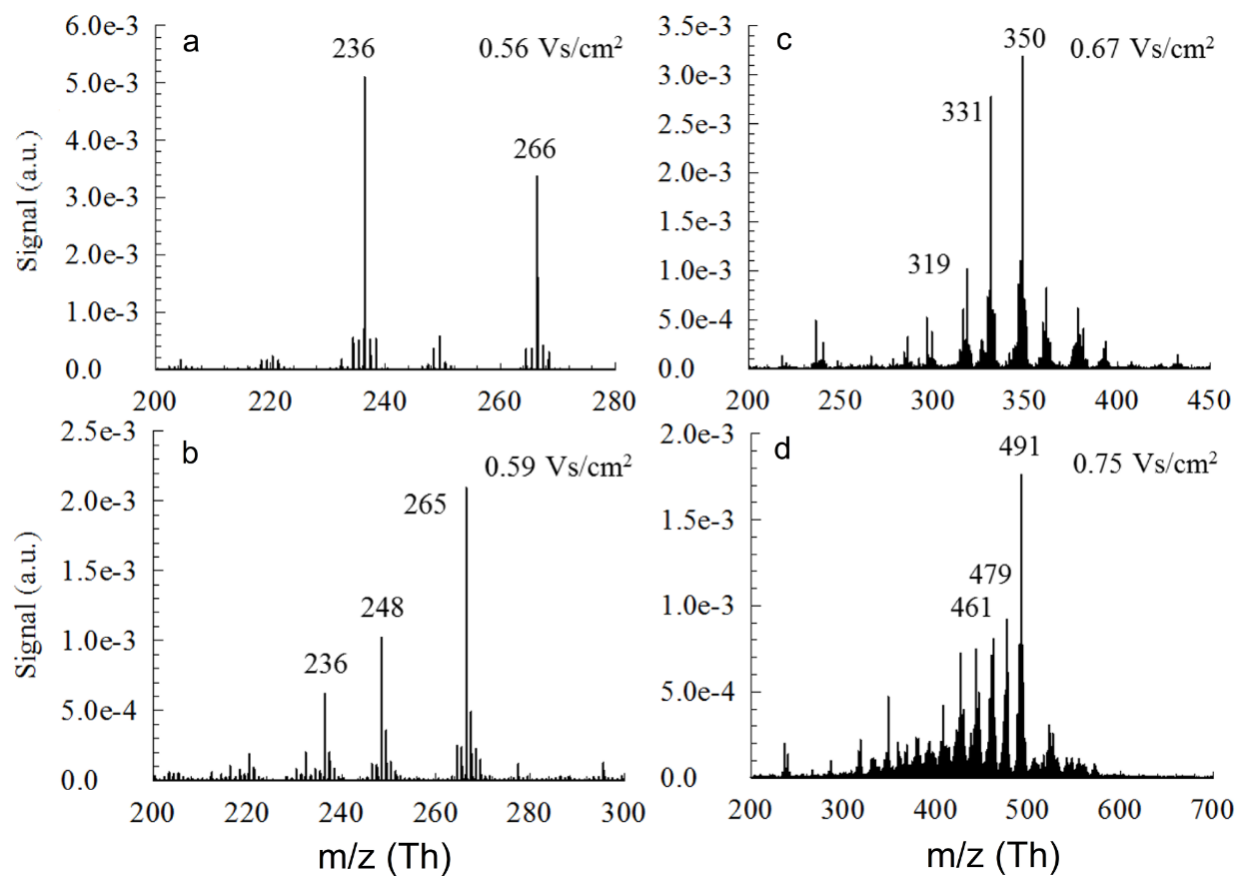 a
0.56 Vs/cm²
236
266
6.0e-3
5.0e-3
4.0e-3
3.0e-3
2.0e-3
1.0e-3
0.0
Signal (a.u.)
200 220 240 260 280
c
0.67 Vs/cm²
350
331
319
3.5e-3
3.0e-3
2.5e-3
2.0e-3
1.5e-3
1.0e-3
5.0e-4
0.0
200 250 300 350 400 450
b
0.59 Vs/cm²
265
248
236
2.5e-3
2.0e-3
1.5e-3
1.0e-3
5.0e-4
0.0
Signal (a.u.)
200 220 240 260 280 300
m/z (Th)
d
0.75 Vs/cm²
491
479
461
2.0e-3
1.5e-3
1.0e-3
5.0e-4
0.0
200 300 400 500 600 700
m/z (Th)